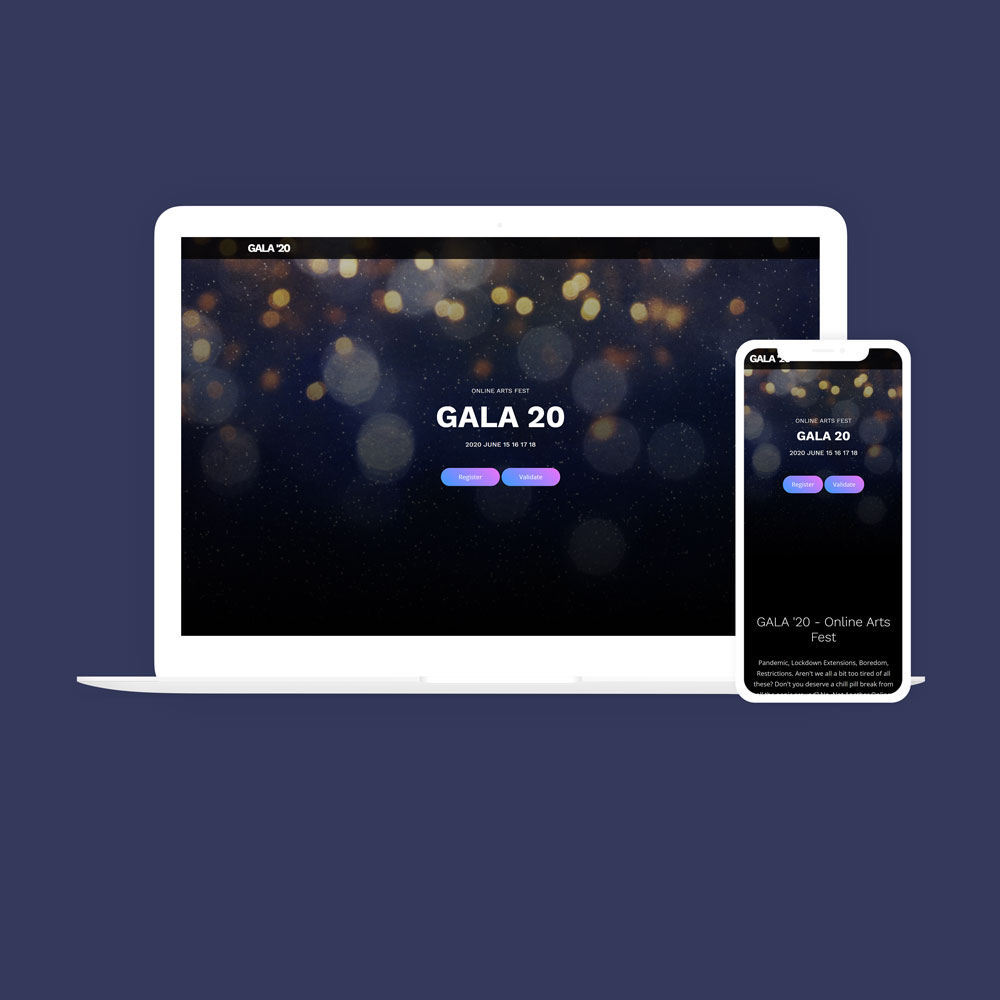 GALA '20
ONLINE ARTS FEST
GALA 20
2020 JUNE 15 16 17 18
Register Validate
GALA '20
ONLINE ARTS FEST
GALA 20
2020 JUNE 15 16 17 18
Register Validate
GALA '20 - Online Arts
Fest
Pandemic, Lockdown Extensions, Boredom,
Restrictions. Aren't we all a bit too tired of all
these? Don't you deserve a chill pill break from